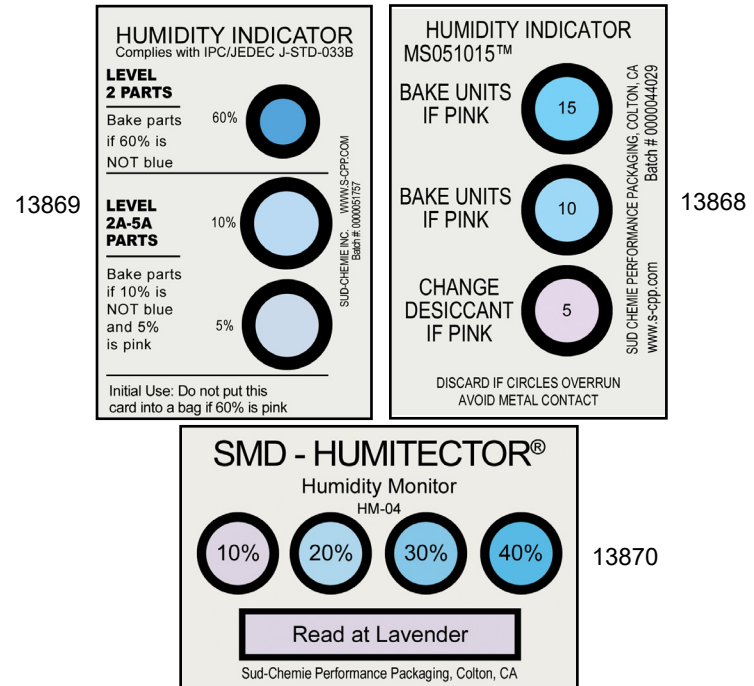 HUMIDITY INDICATOR
Complies with IPC/JEDEC J-STD-033B
LEVEL
2 PARTS
Bake parts
if 60% is
NOT blue
60%
LEVEL
2A-5A
PARTS
Bake parts
if 10% is
NOT blue
and 5%
is pink
10%
5%
SUD-CHEMIE INC. WWW.S-CPP.COM
Batch #: 0000051757
Initial Use: Do not put this
card into a bag if 60% is pink
13869
HUMIDITY INDICATOR
MS051015™
BAKE UNITS
IF PINK
15
BAKE UNITS
IF PINK
10
CHANGE
DESICCANT
IF PINK
5
SUD CHEMIE PERFORMANCE PACKAGING, COLTON, CA
www.s-cpp.com Batch # 0000044029
DISCARD IF CIRCLES OVERRUN
AVOID METAL CONTACT
13868
SMD - HUMITECTOR®
Humidity Monitor
HM-04
10% 20% 30% 40%
Read at Lavender
Sud-Chemie Performance Packaging, Colton, CA
13870